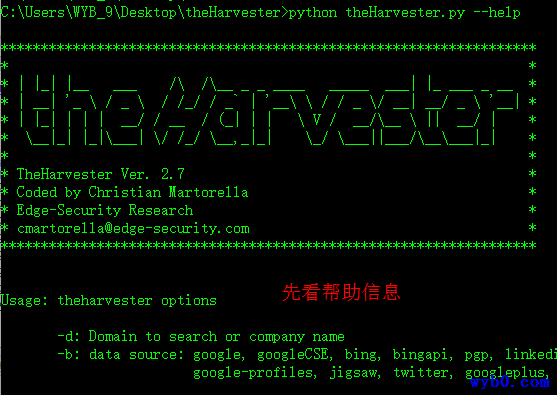 C:\Users\WYB_9\Desktop\theHarvester>python theHarvester.py --help
*******************************************************************
theHarvester
* TheHarvester Ver. 2.7 *
* Coded by Christian Martorella *
* Edge-Security Research *
* cmartorella@edge-security.com *
*******************************************************************
Usage: theharvester options
先看帮助信息
-d: Domain to search or company name
-b: data source: google, googleCSE, bing, bingapi, pgp, linkedi
google-profiles, jigsaw, twitter, googleplus,
wyb0.com